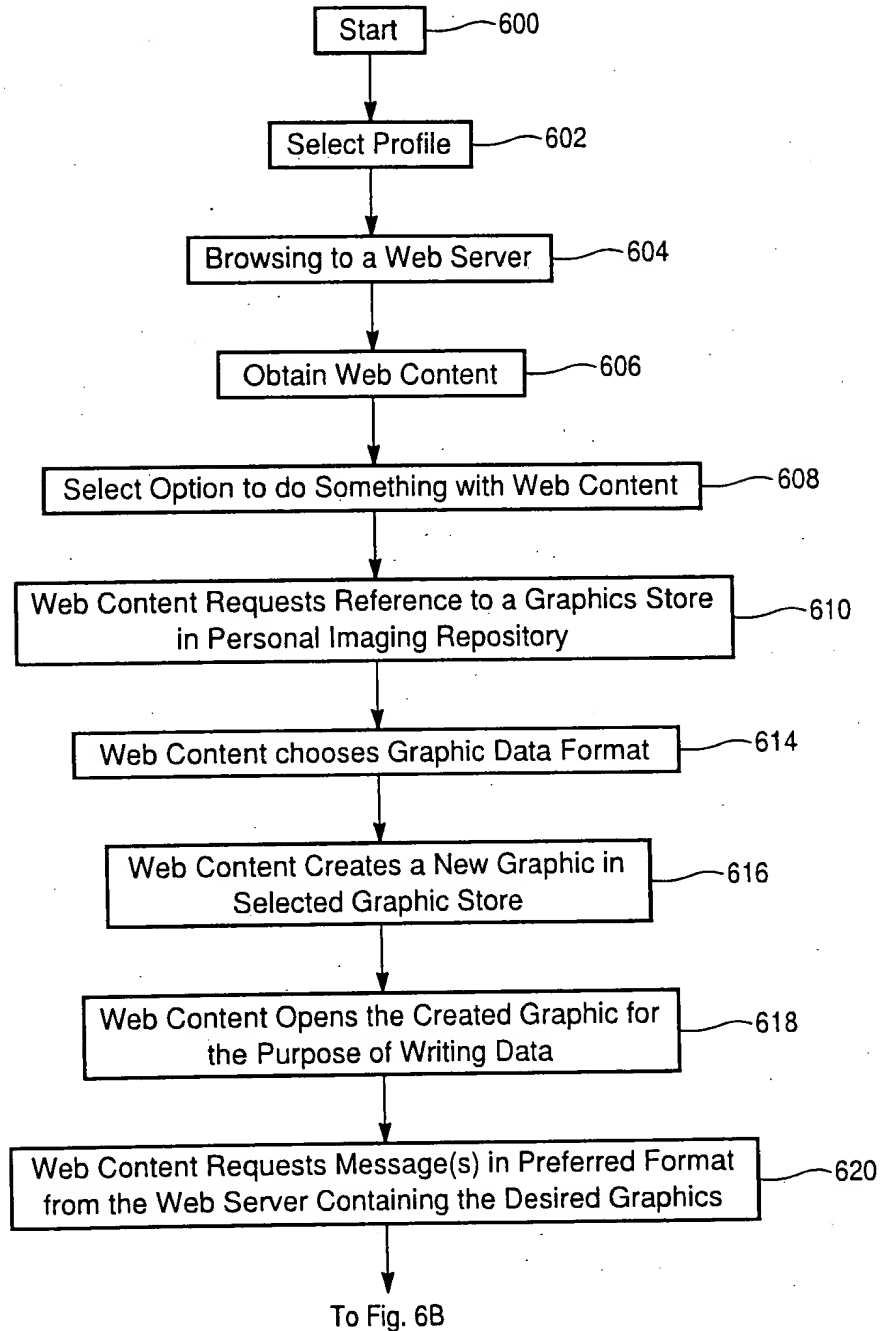 Start
600
Select Profile
602
Browsing to a Web Server
604
Obtain Web Content
606
Select Option to do Something with Web Content
608
Web Content Requests Reference to a Graphics Store
in Personal Imaging Repository
610
Web Content chooses Graphic Data Format
614
Web Content Creates a New Graphic in
Selected Graphic Store
616
Web Content Opens the Created Graphic for
the Purpose of Writing Data
618
Web Content Requests Message(s) in Preferred Format
from the Web Server Containing the Desired Graphics
620
To Fig. 6B